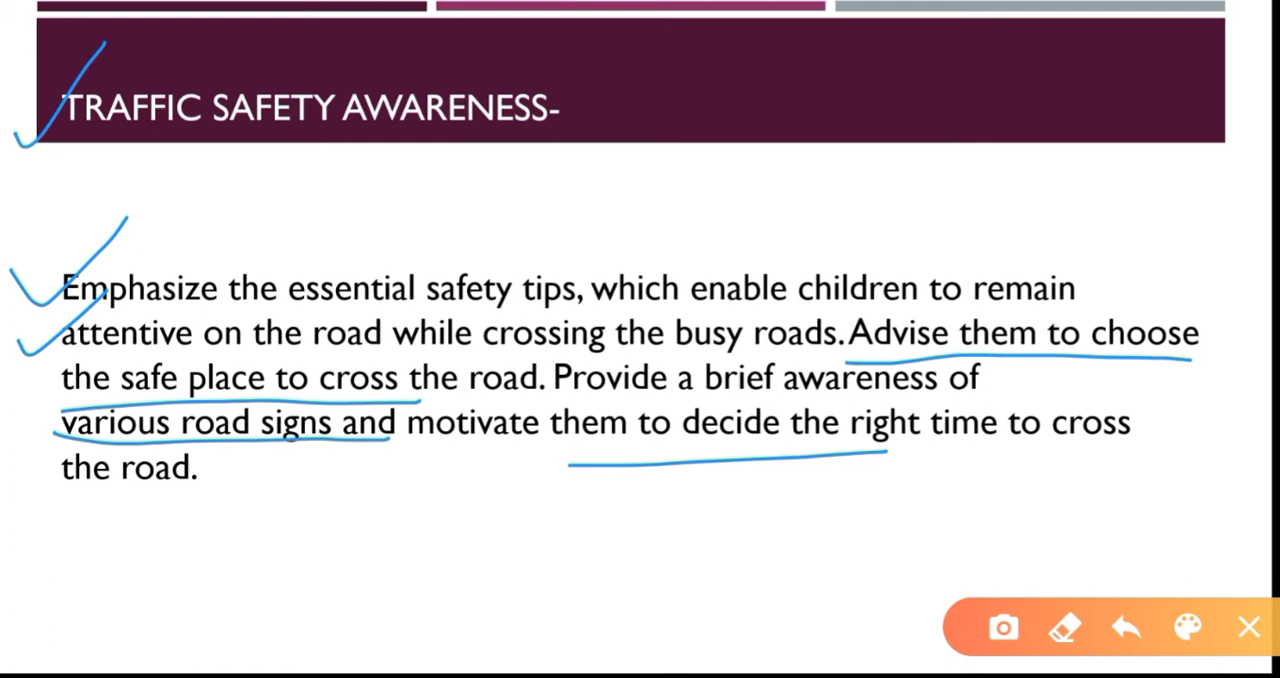 TRAFFIC SAFETY AWARENESS-
Emphasize the essential safety tips, which enable children to remain
attentive on the road while crossing the busy roads. Advise them to choose
the safe place to cross the road. Provide a brief awareness of
various road signs and motivate them to decide the right time to cross
the road.